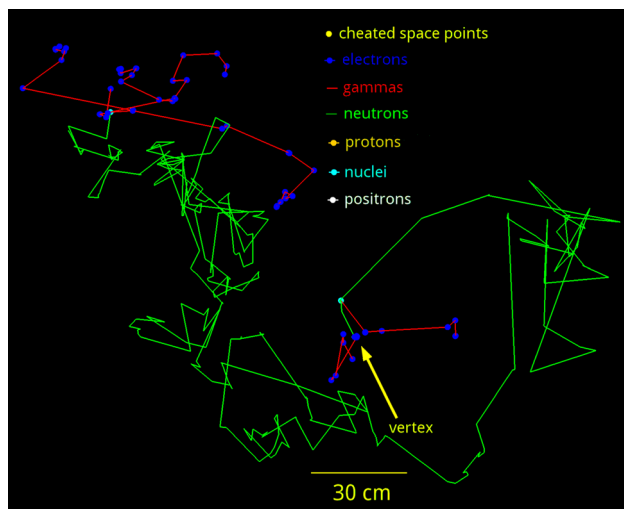 cheated space points
electrons
gammas
neutrons
protons
nuclei
positrons
vertex
30 cm